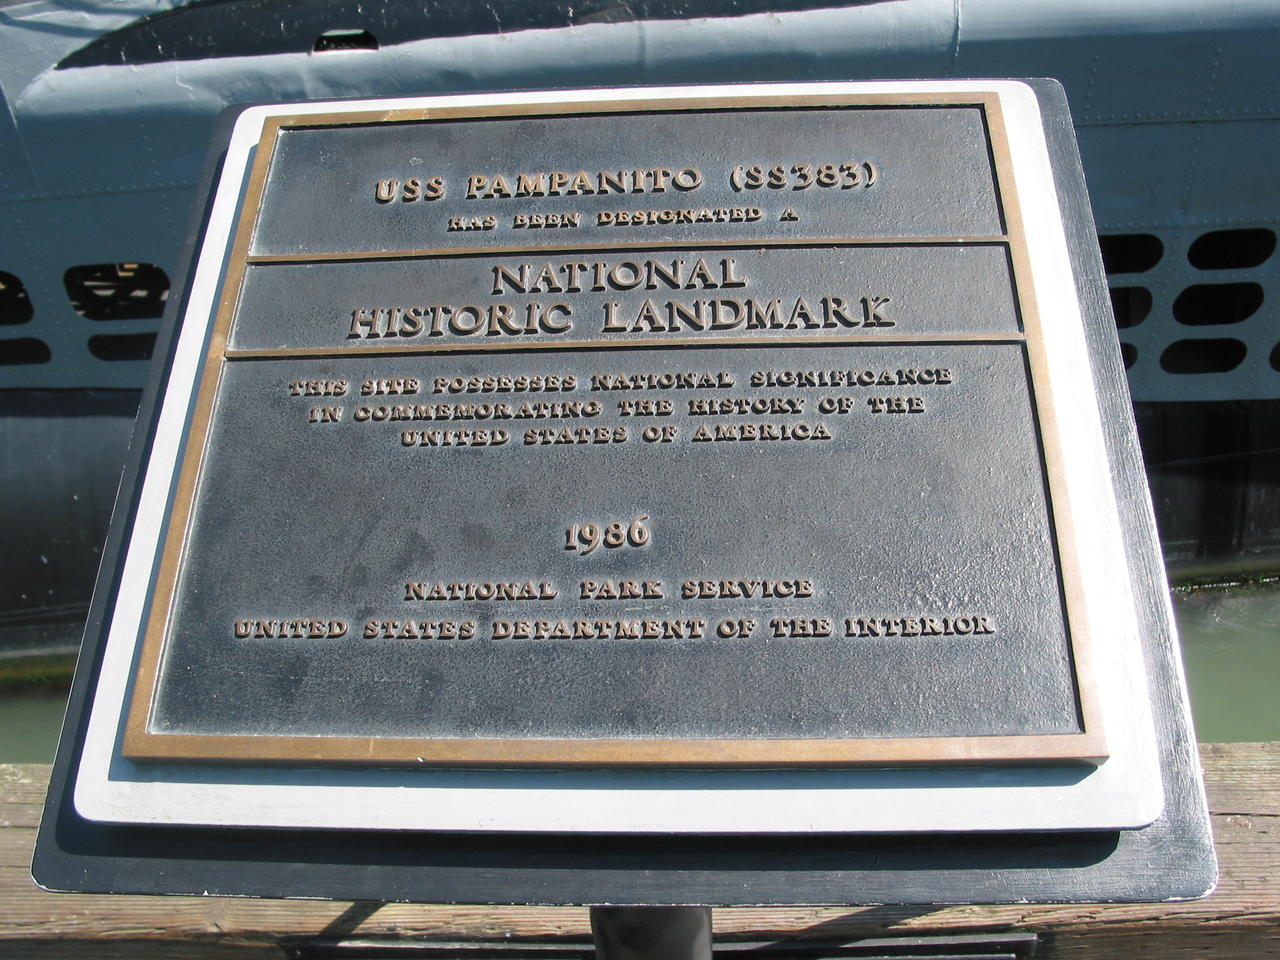 USS PAMPANITO (SS383)
HAS BEEN DESIGNATED A
NATIONAL
HISTORIC LANDMARK
THIS SITE POSSESSES NATIONAL SIGNIFICANCE
IN COMMEMORATING THE HISTORY OF THE
UNITED STATES OF AMERICA
1986
NATIONAL PARK SERVICE
UNITED STATES DEPARTMENT OF THE INTERIOR